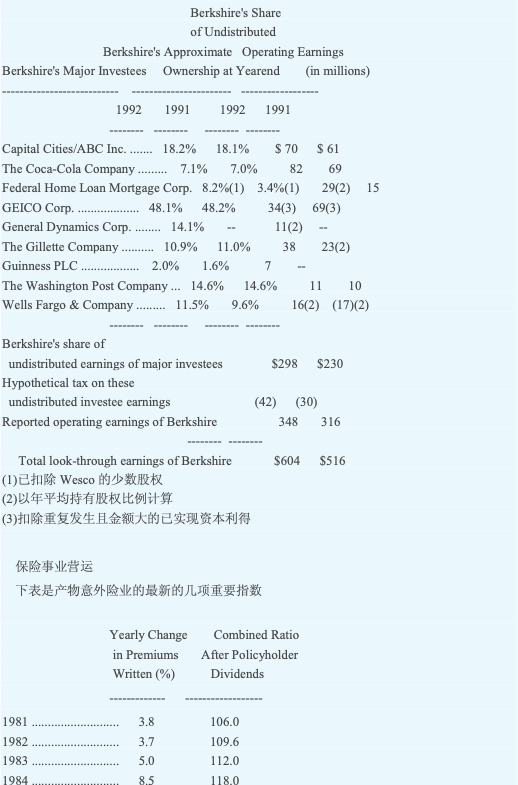 Berkshire's Share
of Undistributed
Berkshire's Approximate Operating Earnings
Berkshire's Major Investees Ownership at Yearend (in millions)
--------------------------- ----------------------- ------------------
1992 1991 1992 1991
-------- -------- -------- --------
Capital Cities/ABC Inc. ....... 18.2% 18.1% $ 70 $ 61
The Coca-Cola Company ......... 7.1% 7.0% 82 69
Federal Home Loan Mortgage Corp. 8.2%(1) 3.4%(1) 29(2) 15
GEICO Corp. ................... 48.1% 48.2% 34(3) 69(3)
General Dynamics Corp. ........ 14.1% -- 11(2) --
The Gillette Company .......... 10.9% 11.0% 38 23(2)
Guinness PLC .................. 2.0% 1.6% 7 --
The Washington Post Company ... 14.6% 14.6% 11 10
Wells Fargo & Company ......... 11.5% 9.6% 16(2) (17)(2)
-------- -------- -------- --------
Berkshire's share of
undistributed earnings of major investees $298 $230
Hypothetical tax on these
undistributed investee earnings (42) (30)
Reported operating earnings of Berkshire 348 316
-------- --------
Total look-through earnings of Berkshire $604 $516
(1)已扣除 Wesco 的少数股权
(2)以年平均持有股权比例计算
(3)扣除重复发生且金额大的已实现资本利得
保险事业营运
下表是产物意外险业的最新的几项重要指数
Yearly Change Combined Ratio
in Premiums After Policyholder
Written (%) Dividends
------------- ------------------
1981 .......................... 3.8 106.0
1982 .......................... 3.7 109.6
1983 .......................... 5.0 112.0
1984 .......................... 8.5 118.0